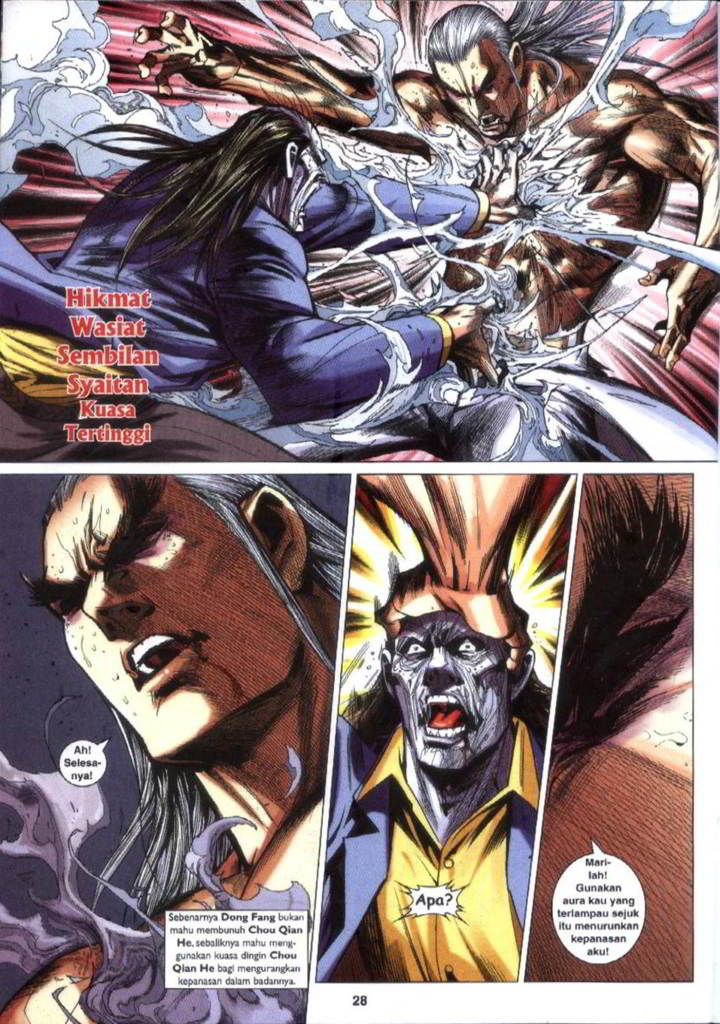 Hikmat
Wasiat
Sembilan
Syaitan
Kuasa
Tertinggi
Ah!
Selesa-
nya!
Sebenarnya Dong Fang bukan
mahu membunuh Chou Qian
He, sebaliknya mahu meng-
gunakan kuasa dingin Chou
Qian He bagi mengurangkan
kepanasan dalam badannya.
Apa?
Mari-
lah!
Gunakan
aura kau yang
terlampau sejuk
itu menurunkan
kepanasan
aku!
28